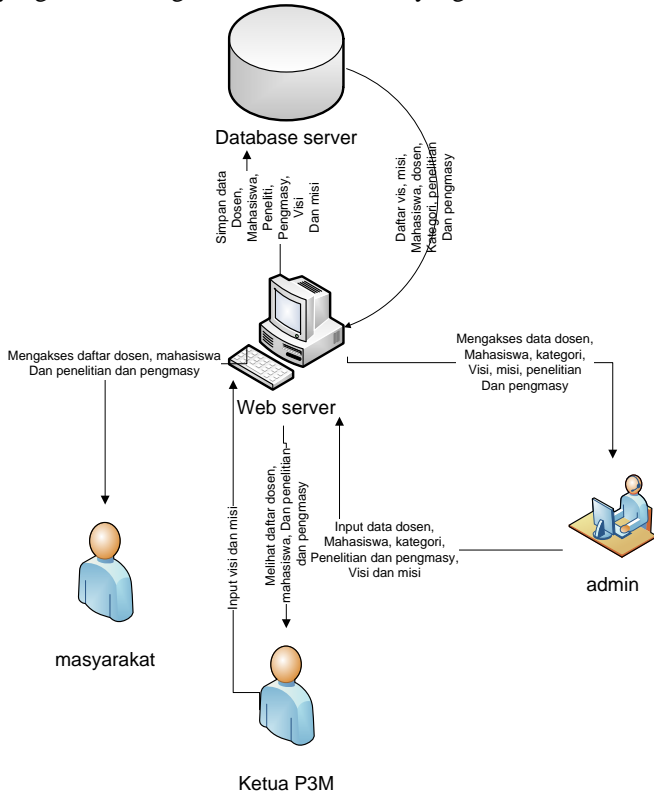 Database server
Simpan data
Dosen,
Mahasiswa,
Peneliti,
Pengmasy,
Visi
Dan misi
Daftar vis, misi,
Mahasiswa, dosen,
Kategori, penelitian
Dan pengmasy
Mengakses daftar dosen, mahasiswa
Dan penelitian dan pengmasy
Web server
Mengakses data dosen,
Mahasiswa, kategori,
Visi, misi, penelitian
Dan pengmasy
Input visi dan misi
Melihat daftar dosen,
mahasiswa, Dan penelitian
dan pengmasy
Input data dosen,
Mahasiswa, kategori,
Penelitian dan pengmasy,
Visi dan misi
admin
masyarakat
Ketua P3M